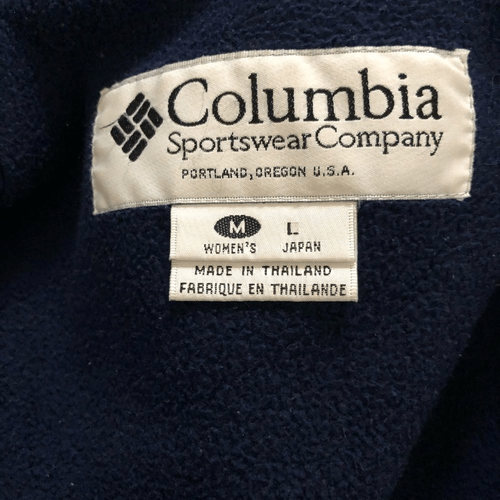 Columbia
Sportswear Company
PORTLAND, OREGON U.S.A.
M L
WOMEN'S JAPAN
MADE IN THAILAND
FABRIQUE EN THAILANDE